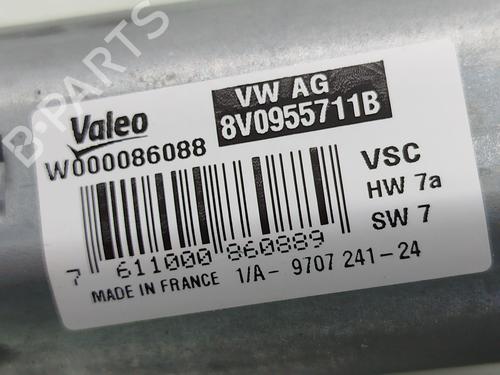 B-PARTS
Valeo
VW AG
8V0955711B
W000086088
VSC
HW 7a
SW 7
7 611000 860889
MADE IN FRANCE 1/A- 9707 241-24